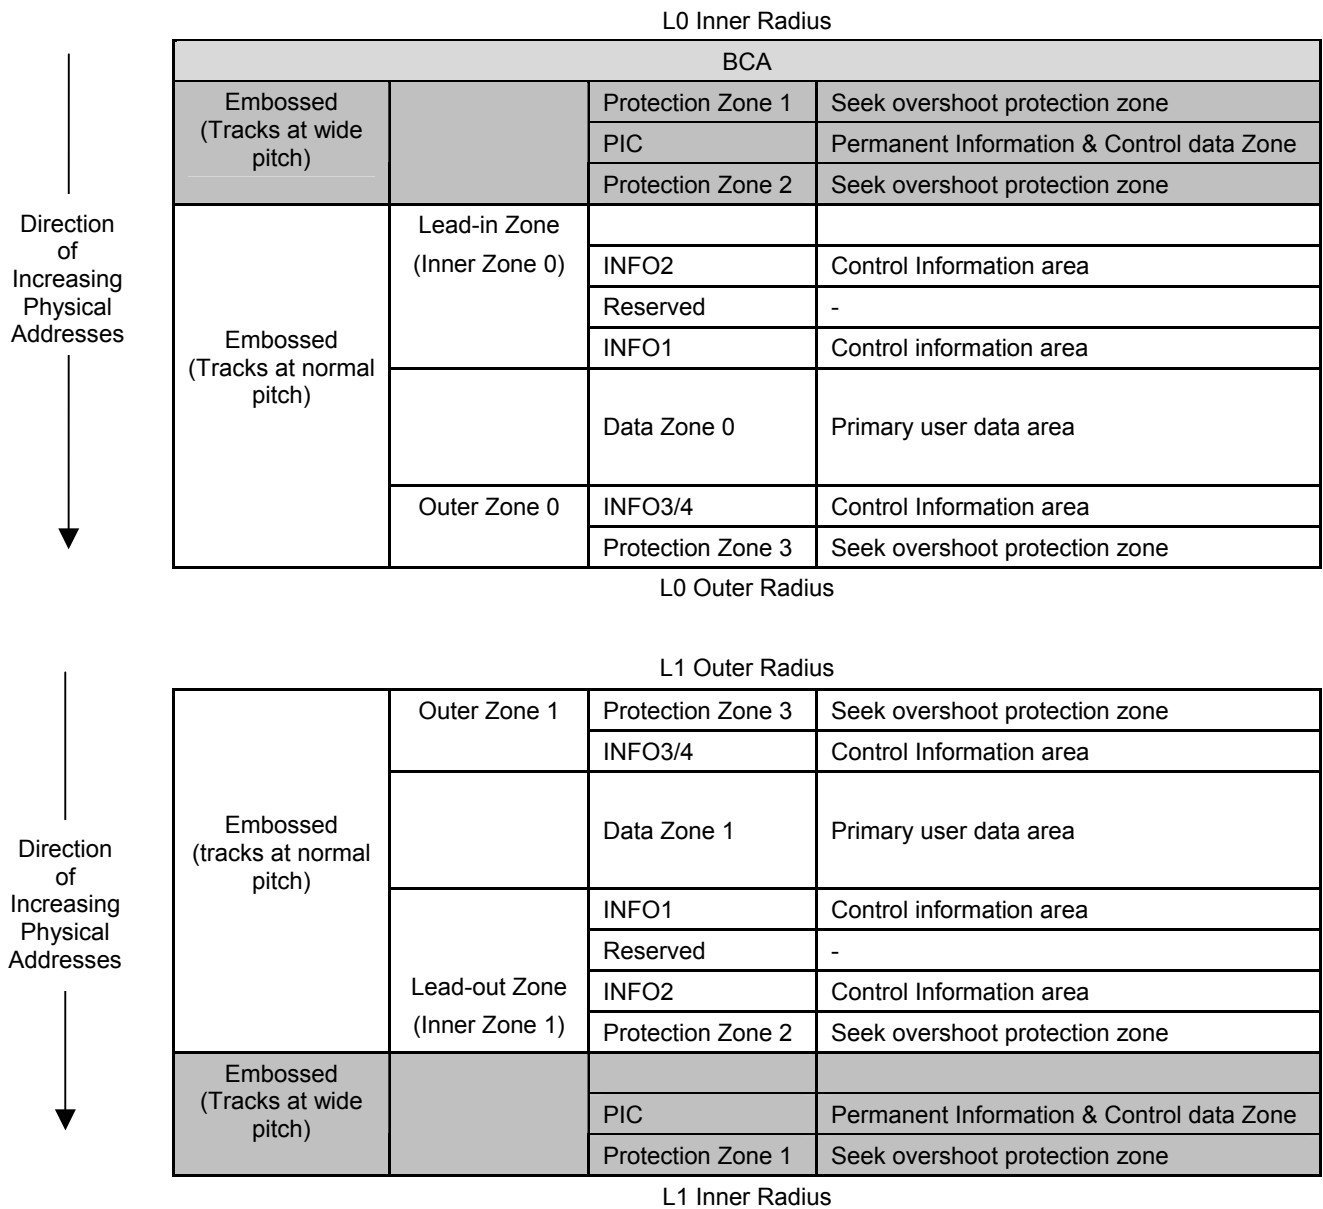 L0 Inner Radius
BCA
Embossed
(Tracks at wide
pitch)
Protection Zone 1
Seek overshoot protection zone
PIC
Permanent Information & Control data Zone
Protection Zone 2
Seek overshoot protection zone
Direction
of
Increasing
Physical
Addresses
Embossed
(Tracks at normal
pitch)
Lead-in Zone
(Inner Zone 0)
INFO2
Control Information area
Reserved
-
INFO1
Control information area
Data Zone 0
Primary user data area
Outer Zone 0
INFO3/4
Control Information area
Protection Zone 3
Seek overshoot protection zone
L0 Outer Radius
L1 Outer Radius
Direction
of
Increasing
Physical
Addresses
Embossed
(tracks at normal
pitch)
Outer Zone 1
Protection Zone 3
Seek overshoot protection zone
INFO3/4
Control Information area
Data Zone 1
Primary user data area
Lead-out Zone
(Inner Zone 1)
INFO1
Control information area
Reserved
-
INFO2
Control Information area
Protection Zone 2
Seek overshoot protection zone
Embossed
(Tracks at wide
pitch)
PIC
Permanent Information & Control data Zone
Protection Zone 1
Seek overshoot protection zone
L1 Inner Radius